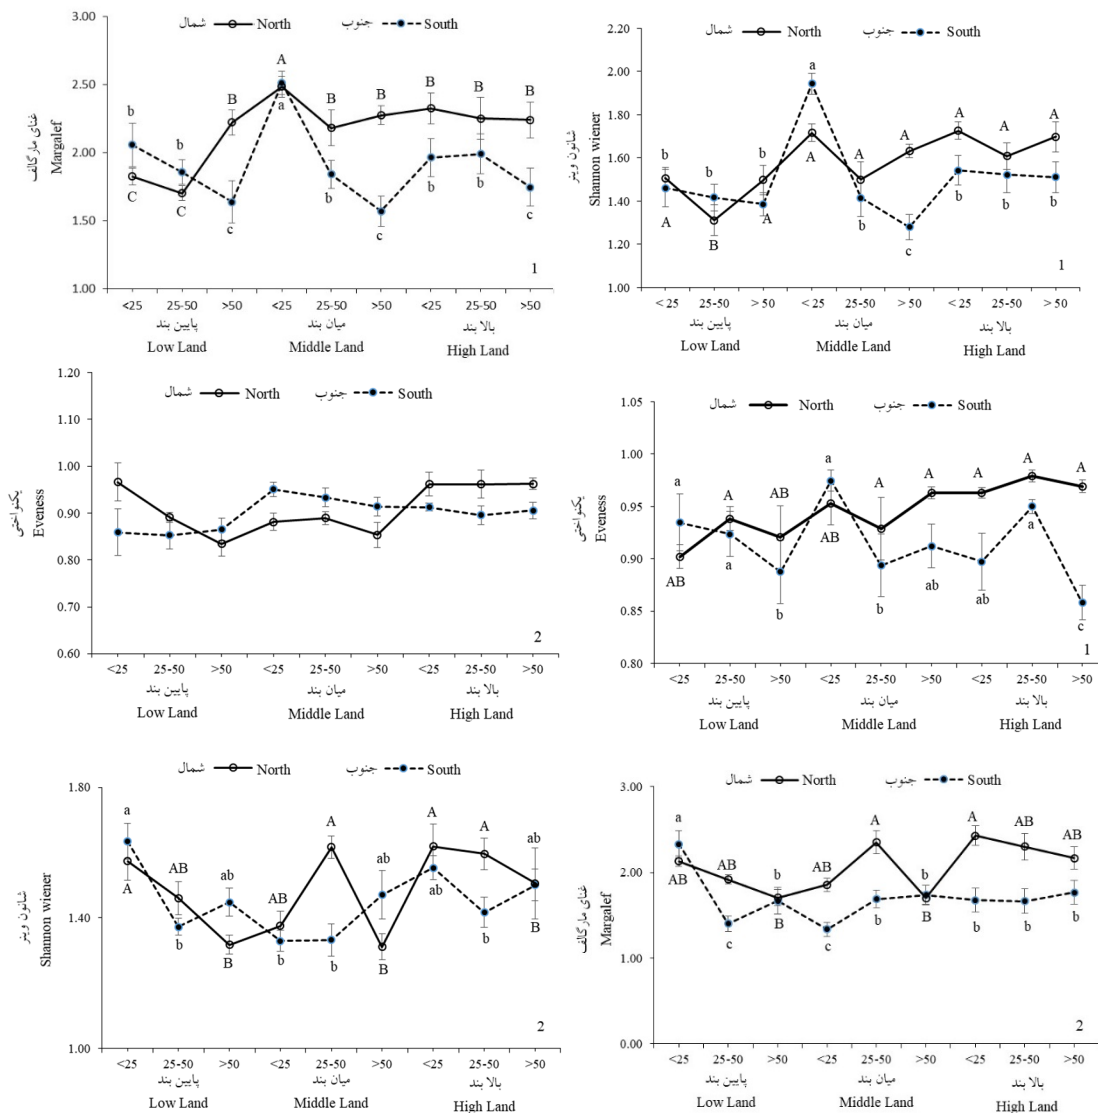 شمال North جنوب South
غنای مارگالف
Margalef
3.00
2.50
2.00
1.50
1.00
b b B A B B B B B
C C c a b c b b c
1
<25 25-50 >50 <25 25-50 >50 <25 25-50 >50
پایین بند میان بند بالا بند
Low Land Middle Land High Land
شمال North جنوب South
شانون وینر
Shannon wiener
2.20
2.00
1.80
1.60
1.40
1.20
1.00
b b b a A A A A A
A B A A b c b b b
1
< 25 25-50 > 50 < 25 25-50 > 50 < 25 25-50 > 50
پایین بند میان بند بالا بند
Low Land Middle Land High Land
شمال North جنوب South
یکنواختی
Eveness
1.20
1.10
1.00
0.90
0.80
0.70
0.60
2
<25 25-50 >50 <25 25-50 >50 <25 25-50 >50
پایین بند میان بند بالا بند
Low Land Middle Land High Land
شمال North جنوب South
یکنواختی
Eveness
1.05
1.00
0.95
0.90
0.85
0.80
a A AB a A A A A A
AB a b AB b ab ab a c
1
<25 25-50 >50 <25 25-50 >50 <25 25-50 >50
پایین بند میان بند بالا بند
Low Land Middle Land High Land
شمال North جنوب South
شانون وینر
Shannon wiener
1.80
1.40
1.00
a AB ab AB A ab A A ab
A b B b b B ab b B
2
<25 25-50 >50 <25 25-50 >50 <25 25-50 >50
پایین بند میان بند بالا بند
Low Land Middle Land High Land
شمال North جنوب South
غنای مارگالف
Margalef
3.00
2.00
1.00
0.00
a AB b AB A b A AB AB
AB c B c b B b b b
2
<25 25-50 >50 <25 25-50 >50 <25 25-50 >50
پایین بند میان بند بالا بند
Low Land Middle Land High Land